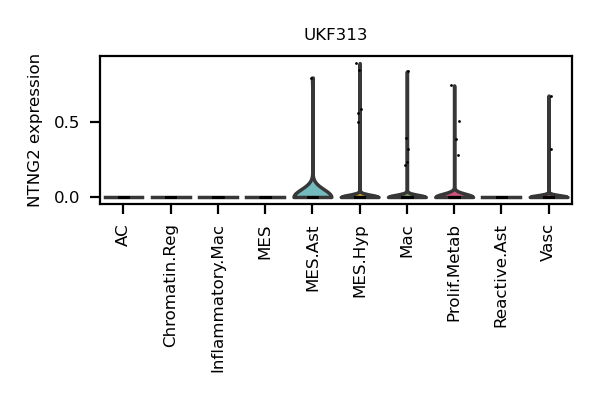 UKF313
NTNG2 expression
0.5
0.0
AC
Chromatin.Reg
Inflammatory.Mac
MES
MES.Ast
MES.Hyp
Mac
Prolif.Metab
Reactive.Ast
Vasc